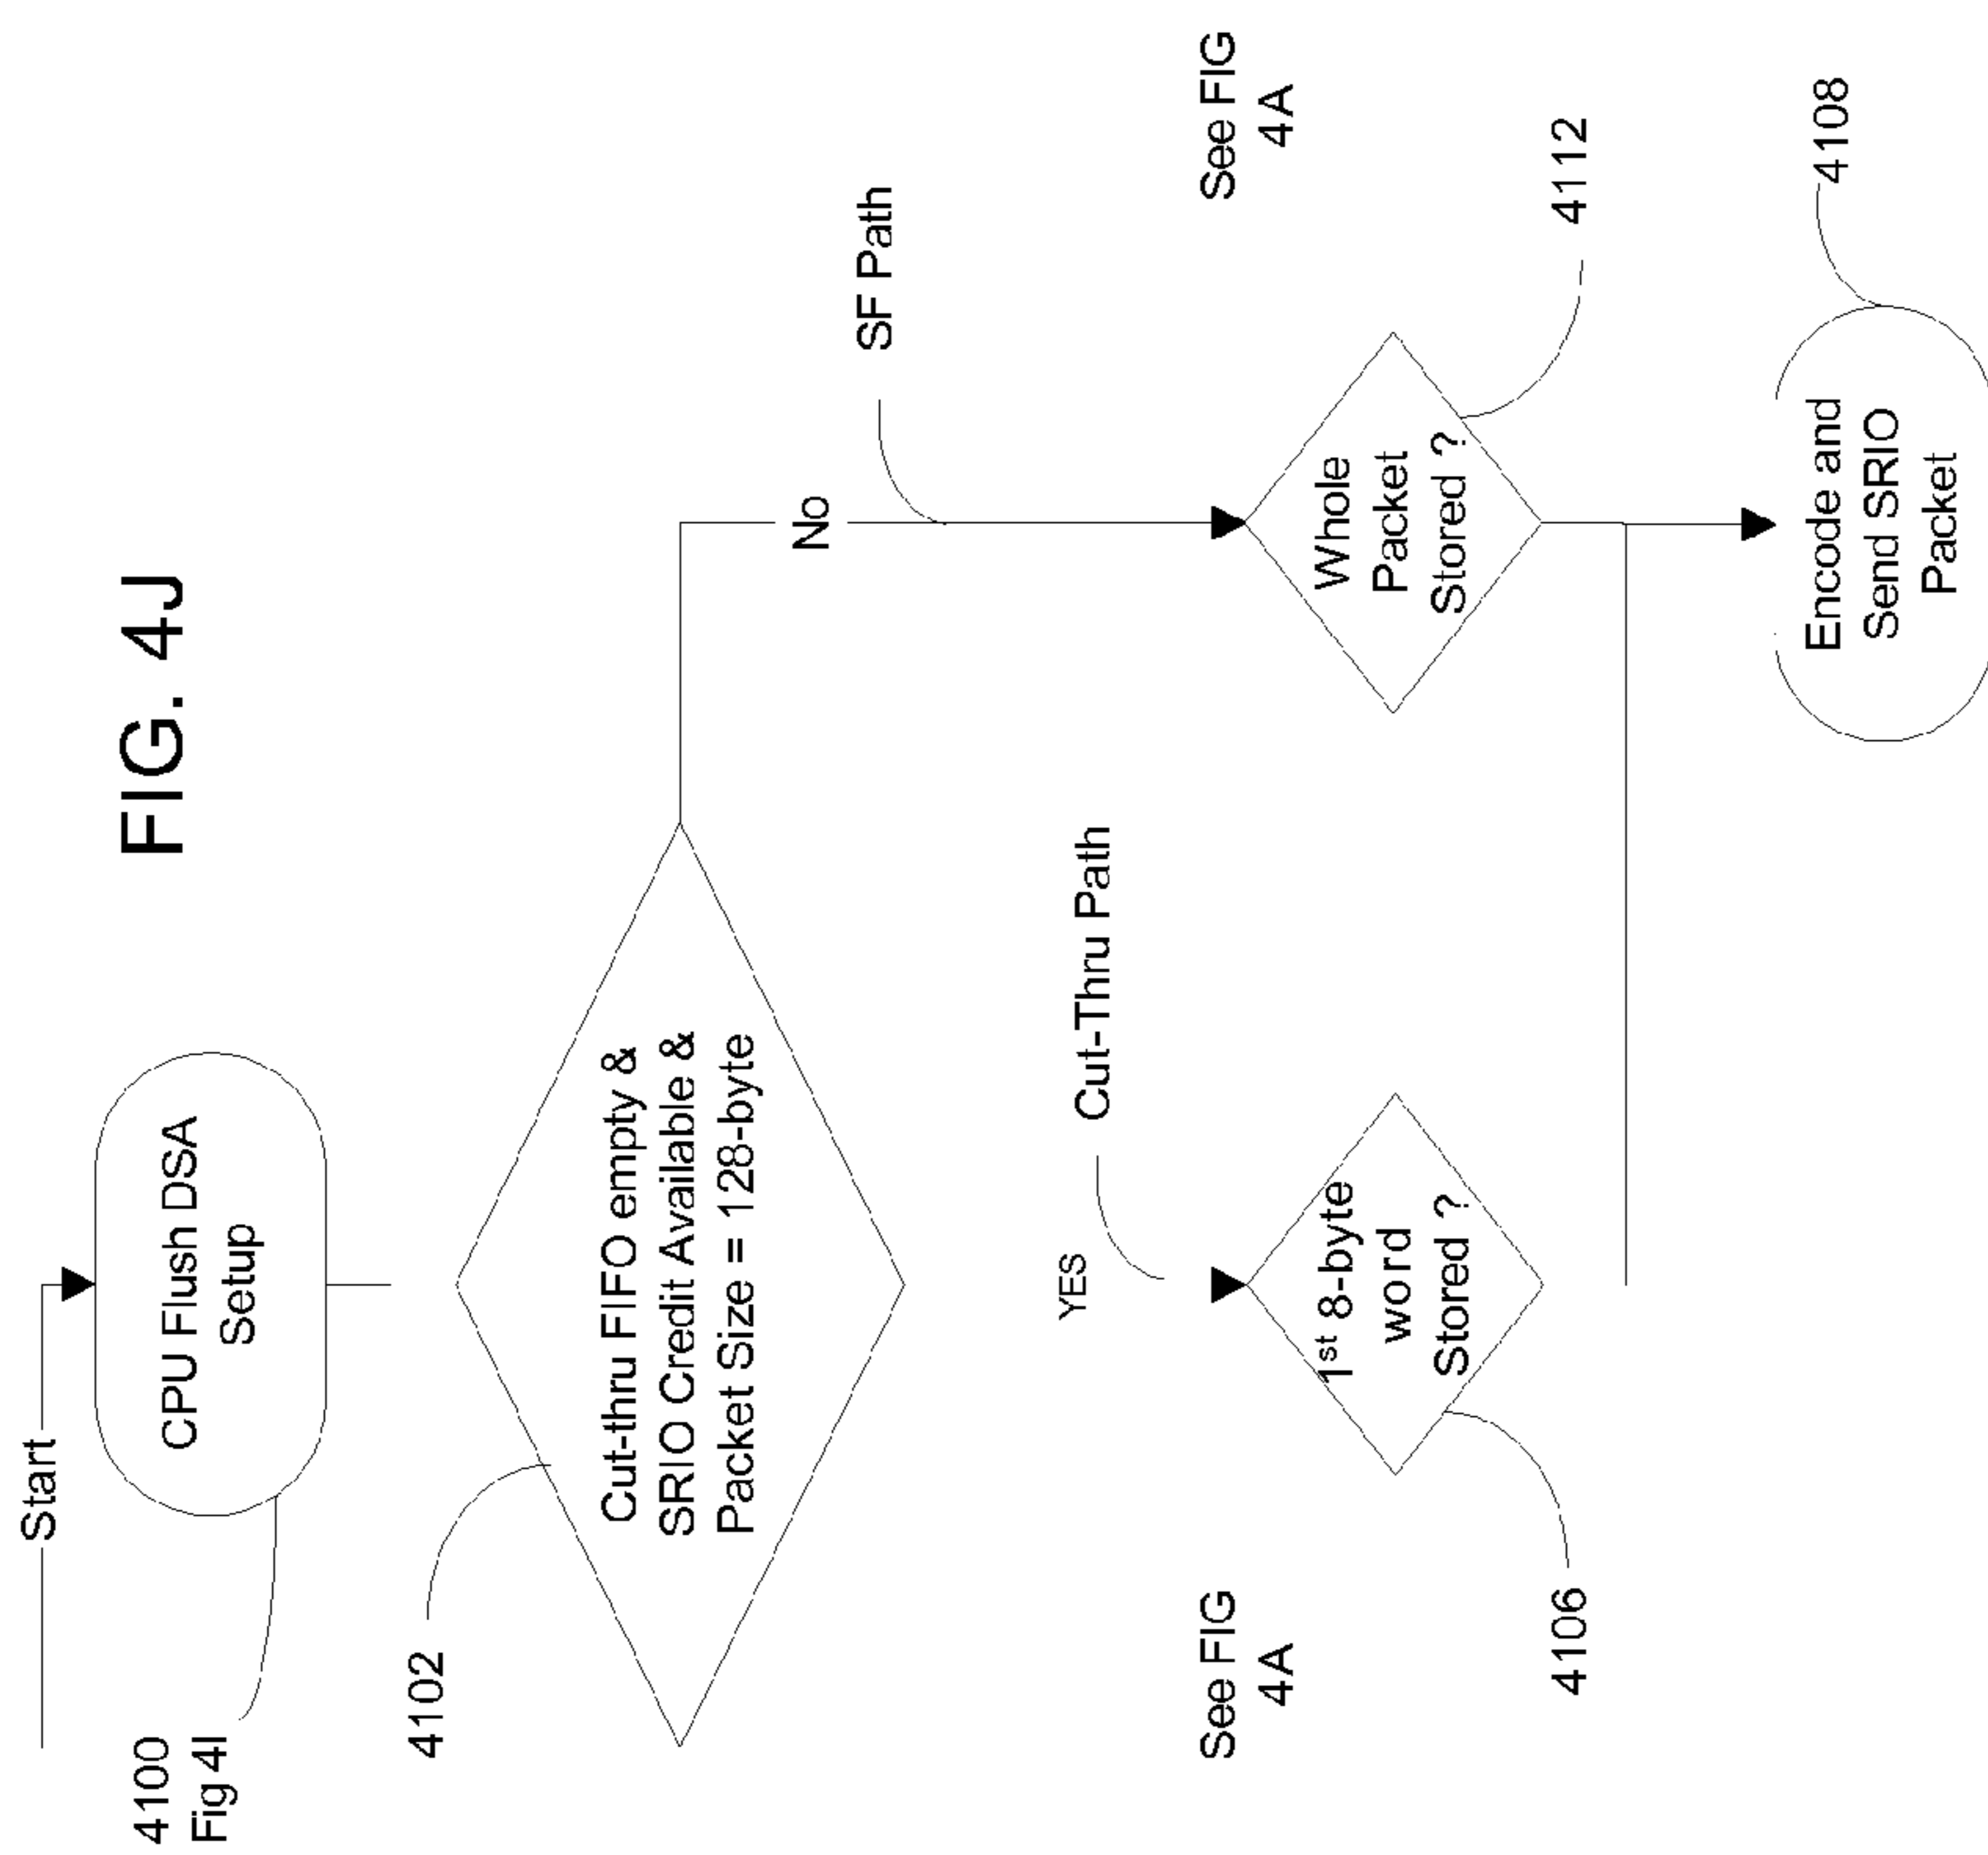 FIG. 4J
Start
4100
Fig 4I
CPU Flush DSA
Setup
4102
Cut-thru FIFO empty &
SRIO Credit Available &
Packet Size = 128-byte
No
SF Path
YES
Cut-Thru Path
See FIG
4A
1st 8-byte
word
Stored ?
4106
Whole
Packet
Stored ?
See FIG
4A
4112
Encode and
Send SRIO
Packet
4108